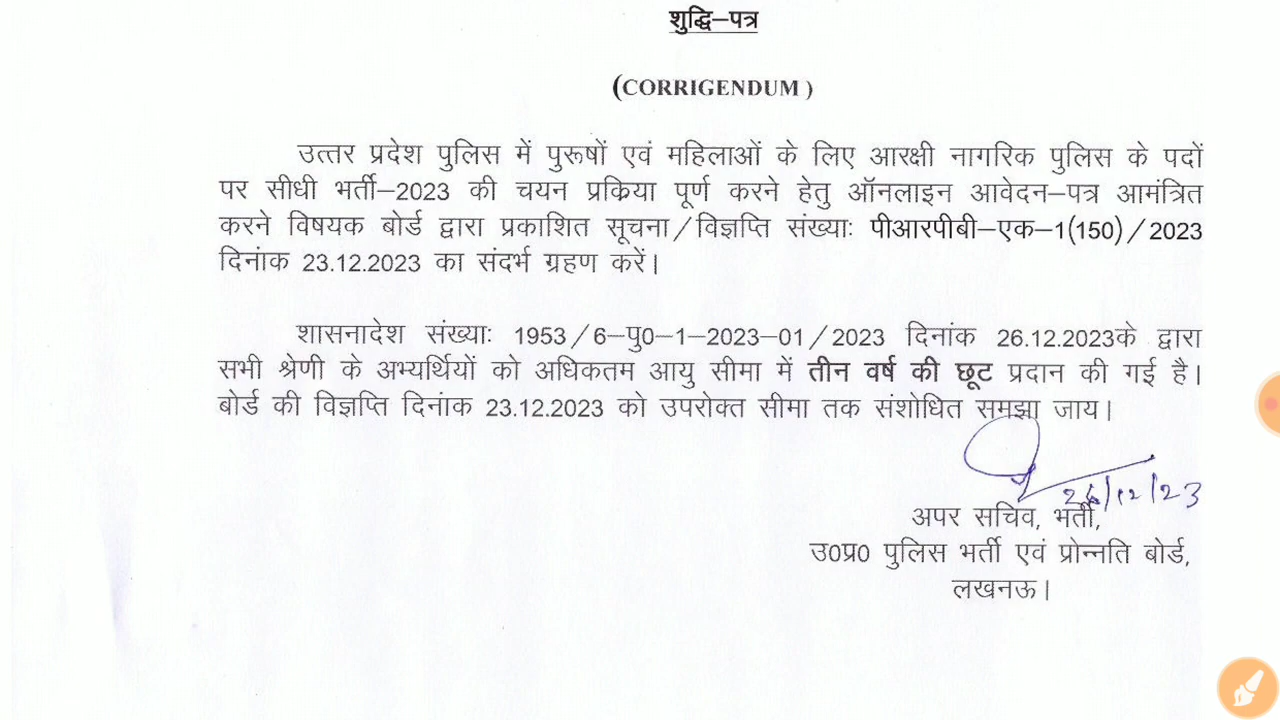 शुद्धि–पत्र
(CORRIGENDUM )
उत्तर प्रदेश पुलिस में पुरूषों एवं महिलाओं के लिए आरक्षी नागरिक पुलिस के पदों
पर सीधी भर्ती–2023 की चयन प्रक्रिया पूर्ण करने हेतु ऑनलाइन आवेदन–पत्र आमंत्रित
करने विषयक बोर्ड द्वारा प्रकाशित सूचना/विज्ञप्ति संख्याः पीआरपीबी–एक–1(150)/2023
दिनांक 23.12.2023 का संदर्भ ग्रहण करें।
शासनादेश संख्याः 1953/6–पु0–1–2023–01/2023 दिनांक 26.12.2023के द्वारा
सभी श्रेणी के अभ्यर्थियों को अधिकतम आयु सीमा में तीन वर्ष की छूट प्रदान की गई है।
बोर्ड की विज्ञप्ति दिनांक 23.12.2023 को उपरोक्त सीमा तक संशोधित समझा जाय।
26/12/23
अपर सचिव, भर्ती,
उ0प्र0 पुलिस भर्ती एवं प्रोन्नति बोर्ड,
लखनऊ।